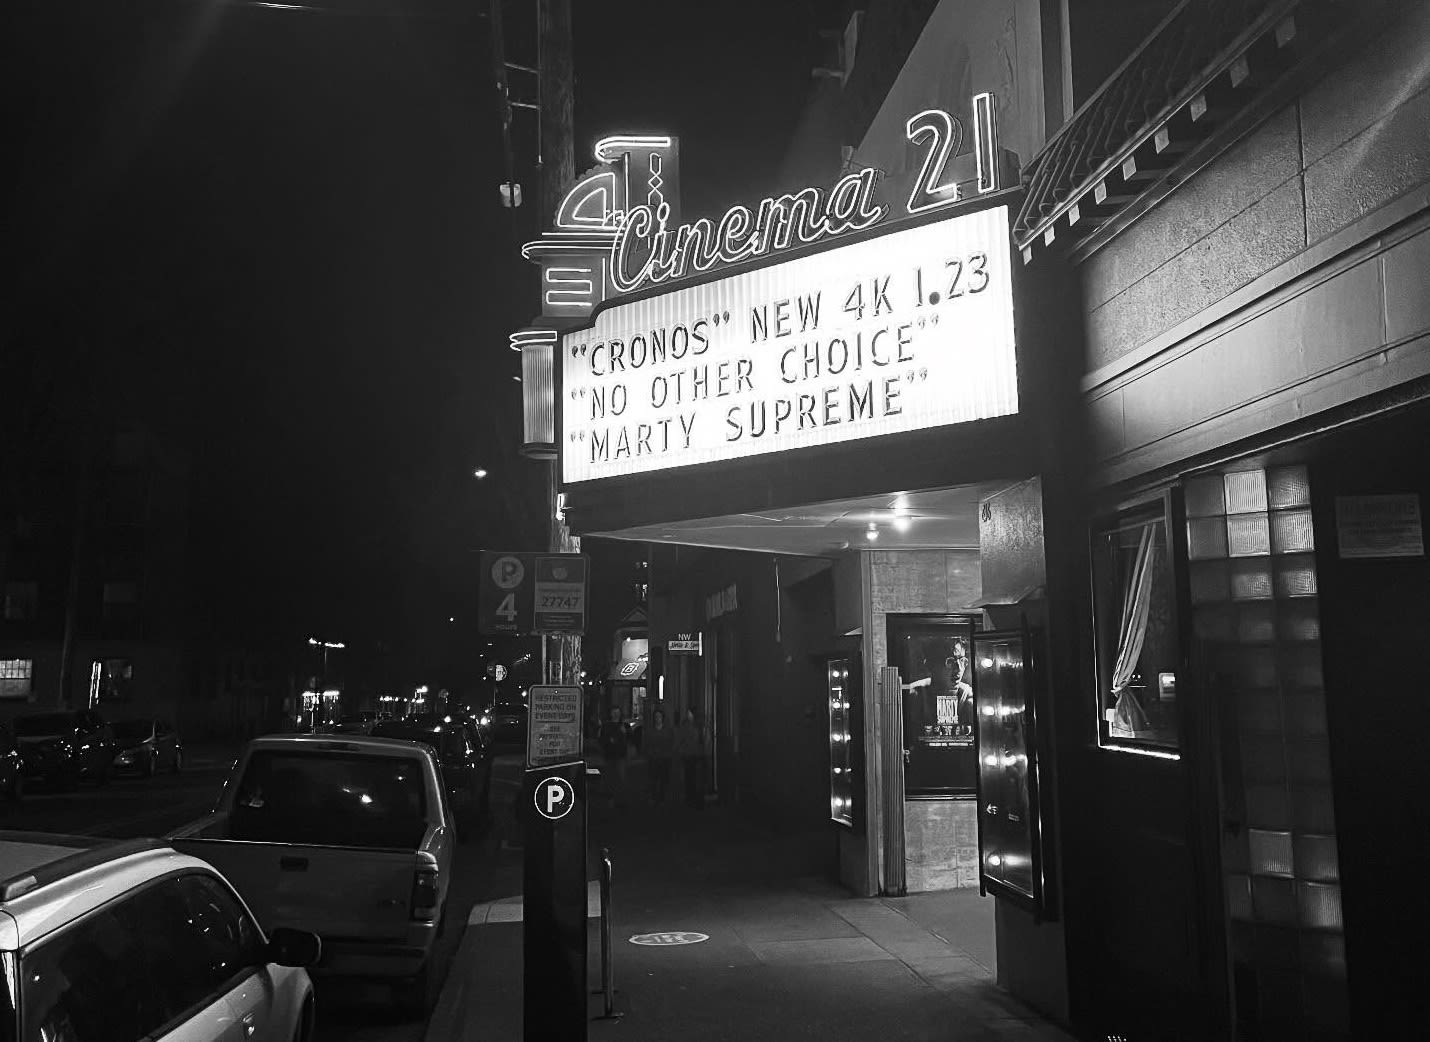 Cinema 21
"CRONOS" NEW 4K 1.23
"NO OTHER CHOICE"
"MARTY SUPREME"
P
4
HOURS
27747
NW
RESTRICTED
PARKING ON
EVENT DAYS
P
MARTY
SUPREME